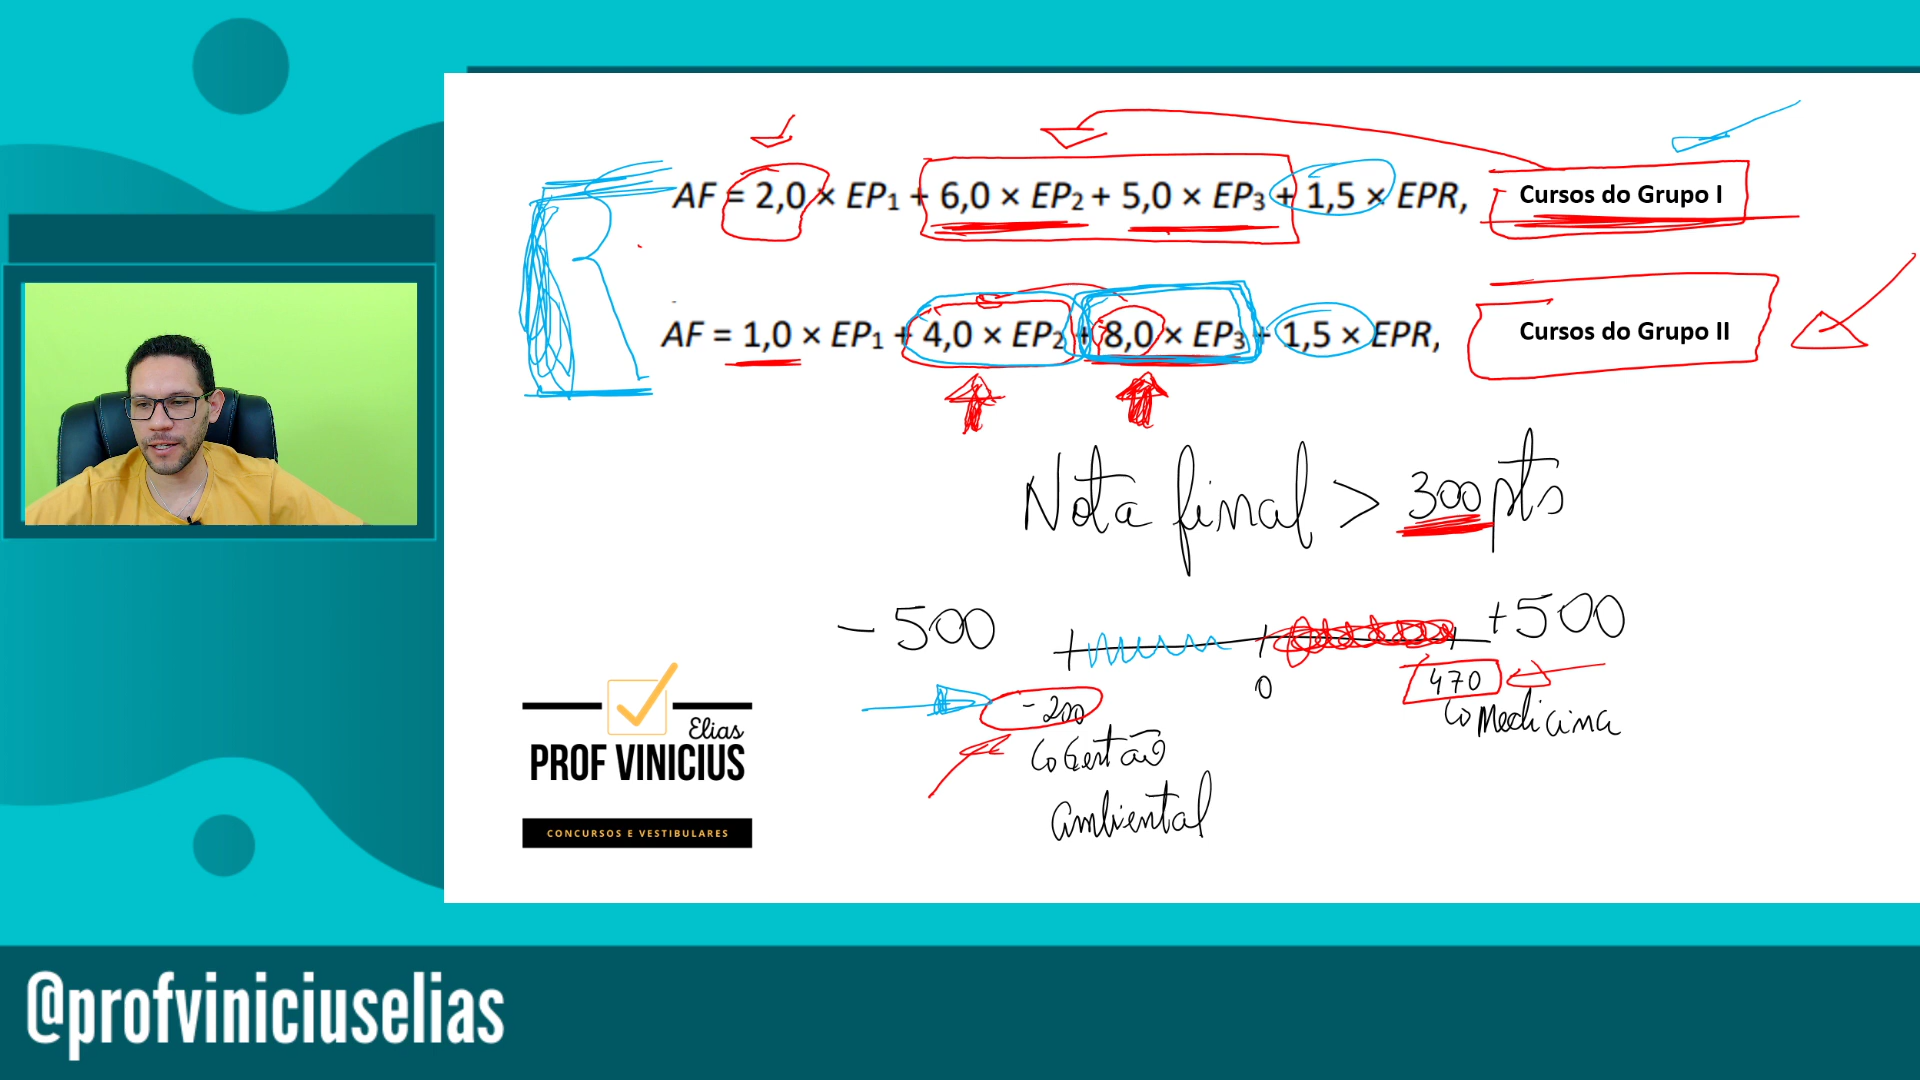 AF = 2,0 × EP1 + 6,0 × EP2 + 5,0 × EP3 + 1,5 × EPR, Cursos do Grupo I
AF = 1,0 × EP1 + 4,0 × EP2 + 8,0 × EP3 + 1,5 × EPR, Cursos do Grupo II
Nota final > 300 pts
- 500 +500
0 470
Medicina
- 200
Gestão
ambiental
Elias
PROF VINICIUS
CONCURSOS E VESTIBULARES
@profviniciuselias